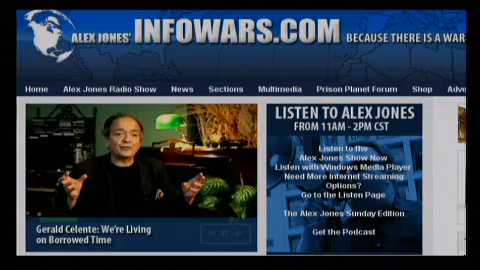 ALEX JONES' INFOWARS.COM BECAUSE THERE IS A WAR
Home Alex Jones Radio Show News Sections Multimedia Prison Planet Forum Shop Adve
LISTEN TO ALEX JONES
FROM 11AM - 2PM CST
Listen to the
Alex Jones Show Now
Listen with Windows Media Player
Need More Internet Streaming
Options?
Go to the Listen Page
The Alex Jones Sunday Edition
Get the Podcast
Gerald Celente: We're Living
on Borrowed Time